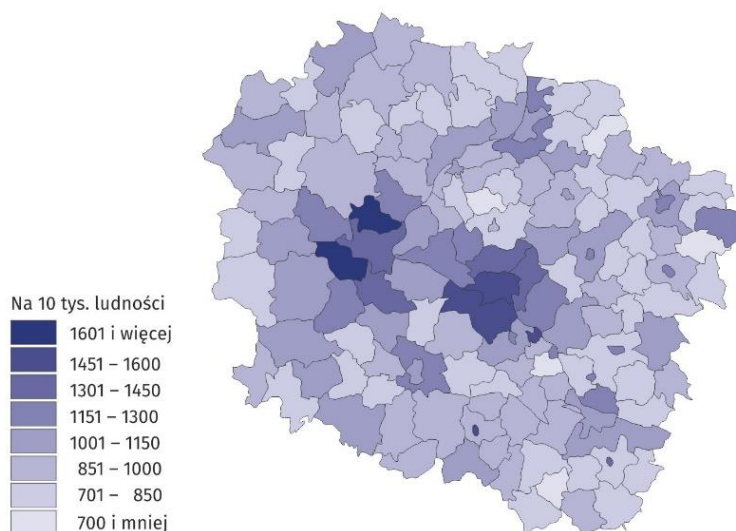 Na 10 tys. ludności
1601 i więcej
1451 – 1600
1301 – 1450
1151 – 1300
1001 – 1150
851 – 1000
701 – 850
700 i mniej